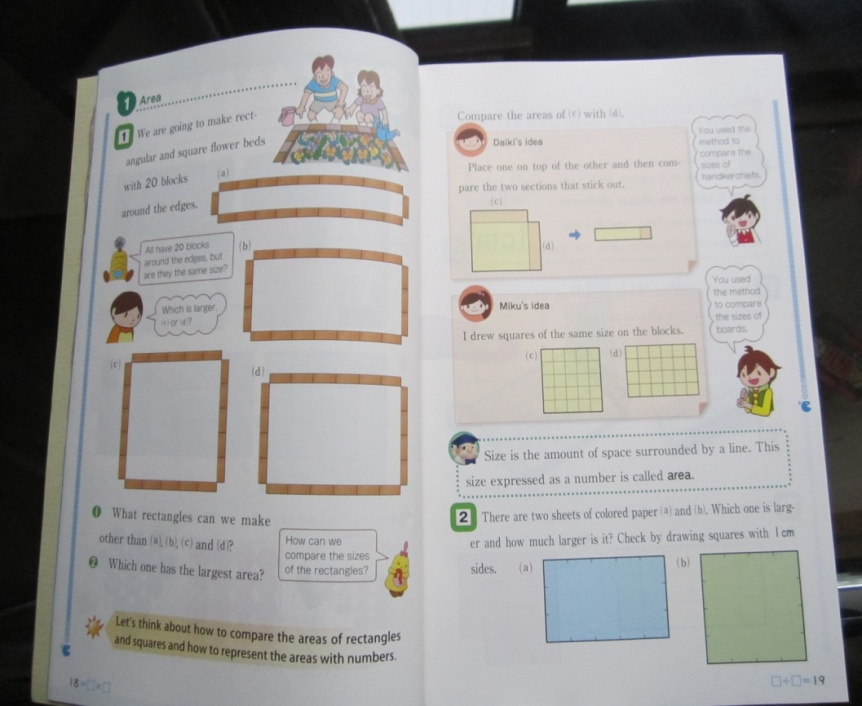 1 Area
1 We are going to make rect-
angular and square flower beds
with 20 blocks
around the edges.
(a)
All have 20 blocks
around the edges, but
are they the same size?
(b)
Which is larger,
(c) or (d)?
(c)
(d)
1 What rectangles can we make
other than (a), (b), (c) and (d)?
2 Which one has the largest area?
How can we
compare the sizes
of the rectangles?
Let's think about how to compare the areas of rectangles
and squares and how to represent the areas with numbers.
18=□×□
Compare the areas of (c) with (d).
Daiki's idea
Place one on top of the other and then com-
pare the two sections that stick out.
(c)
(d)
You used the
method to
compare the
sizes of
handkerchiefs.
Miku's idea
I drew squares of the same size on the blocks.
(c)
(d)
You used
the method
to compare
the sizes of
boards.
Size is the amount of space surrounded by a line. This
size expressed as a number is called area.
2 There are two sheets of colored paper (a) and (b). Which one is larg-
er and how much larger is it? Check by drawing squares with 1 cm
sides. (a) (b)
□÷□=19